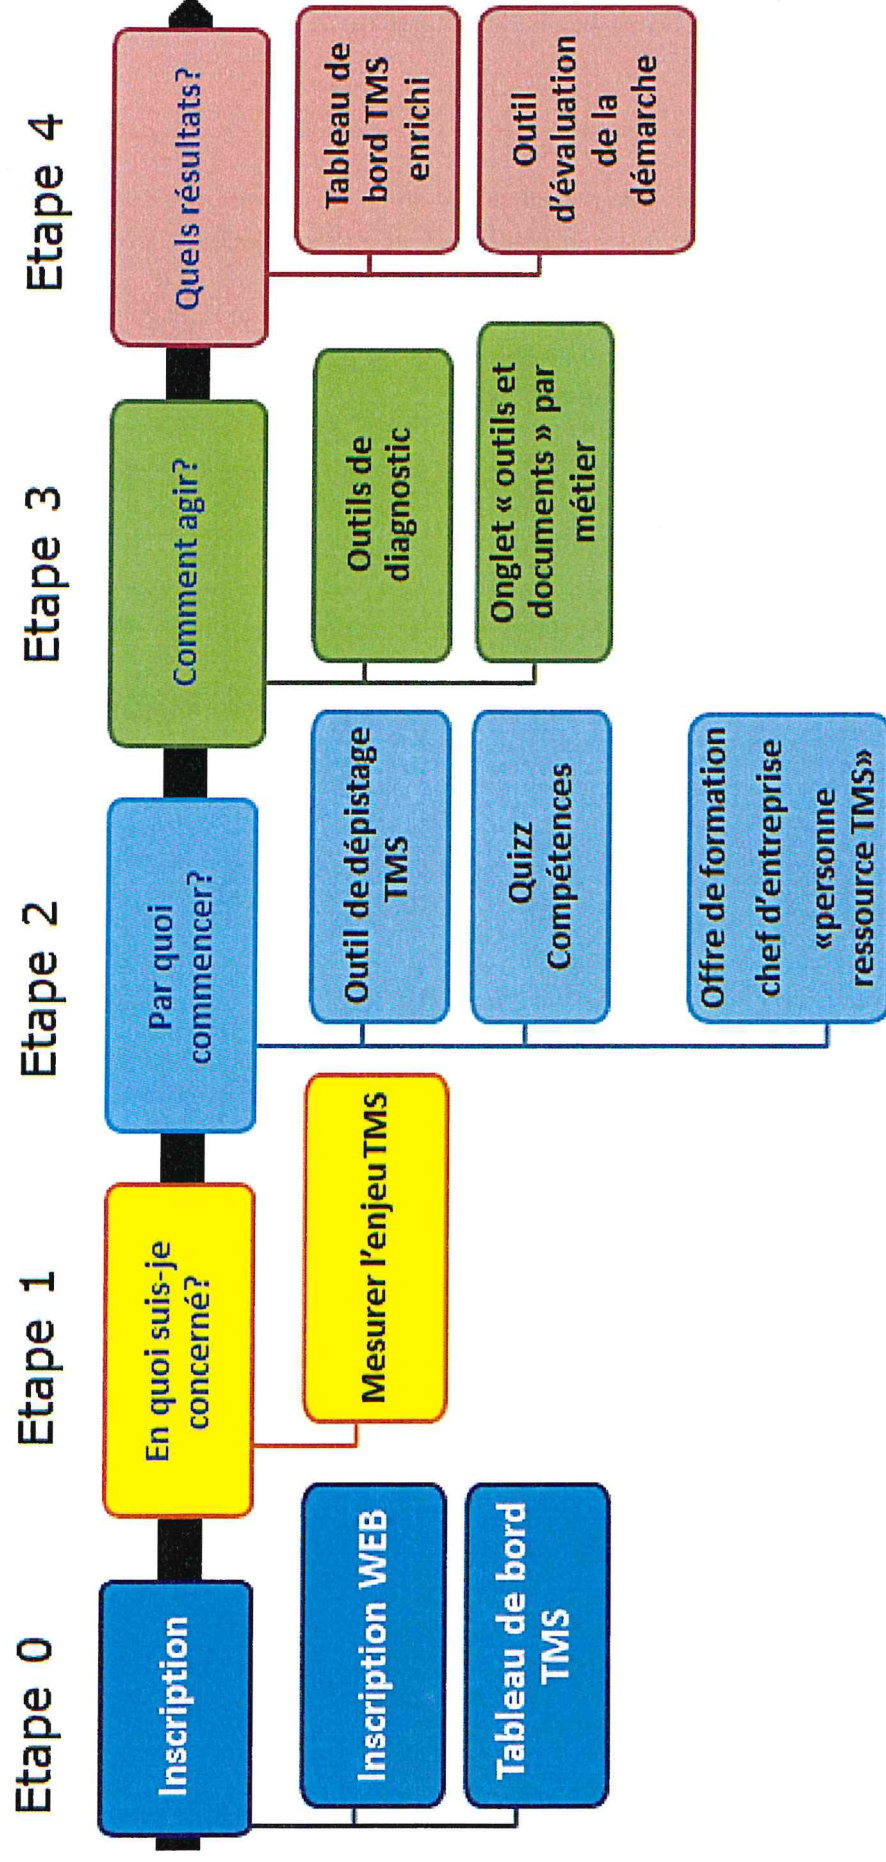 Etape 0
Inscription
Inscription WEB
Tableau de bord
TMS
Etape 1
En quoi suis-je
concerné?
Mesurer l'enjeu TMS
Etape 2
Par quoi
commencer?
Outil de dépistage
TMS
Quizz
Compétences
Offre de formation
chef d'entreprise
«personne
ressource TMS»
Etape 3
Comment agir?
Outils de
diagnostic
Onglet « outils et
documents » par
métier
Etape 4
Quels résultats?
Tableau de
bord TMS
enrichi
Outil
d'évaluation
de la
démarche